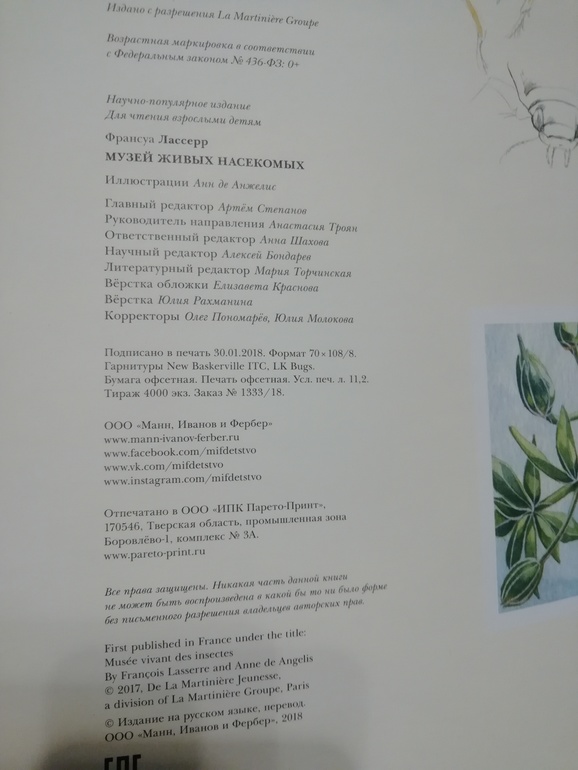 Издано с разрешения La Martinière Groupe
Возрастная маркировка в соответствии
с Федеральным законом № 436-ФЗ: 0+
Научно-популярное издание
Для чтения взрослыми детям
Франсуа Лассерр
МУЗЕЙ ЖИВЫХ НАСЕКОМЫХ
Иллюстрации Анн де Анжелис
Главный редактор Артём Степанов
Руководитель направления Анастасия Троян
Ответственный редактор Анна Шахова
Научный редактор Алексей Бондарев
Литературный редактор Мария Торчинская
Вёрстка обложки Елизавета Краснова
Вёрстка Юлия Рахманина
Корректоры Олег Пономарёв, Юлия Молокова
Подписано в печать 30.01.2018. Формат 70 × 108/8.
Гарнитуры New Baskerville ITC, LK Bugs.
Бумага офсетная. Печать офсетная. Усл. печ. л. 11,2.
Тираж 4000 экз. Заказ № 1333/18.
ООО «Манн, Иванов и Фербер»
www.mann-ivanov-ferber.ru
www.facebook.com/mifdetstvo
www.vk.com/mifdetstvo
www.instagram.com/mifdetstvo
Отпечатано в ООО «ИПК Парето-Принт»,
170546, Тверская область, промышленная зона
Боровлёво-1, комплекс № 3А.
www.pareto-print.ru
Все права защищены. Никакая часть данной книги
не может быть воспроизведена в какой бы то ни было форме
без письменного разрешения владельцев авторских прав.
First published in France under the title:
Musée vivant des insectes
By François Lasserre and Anne de Angelis
© 2017, De La Martinière Jeunesse,
a division of La Martinière Groupe, Paris
© Издание на русском языке, перевод.
ООО «Манн, Иванов и Фербер», 2018